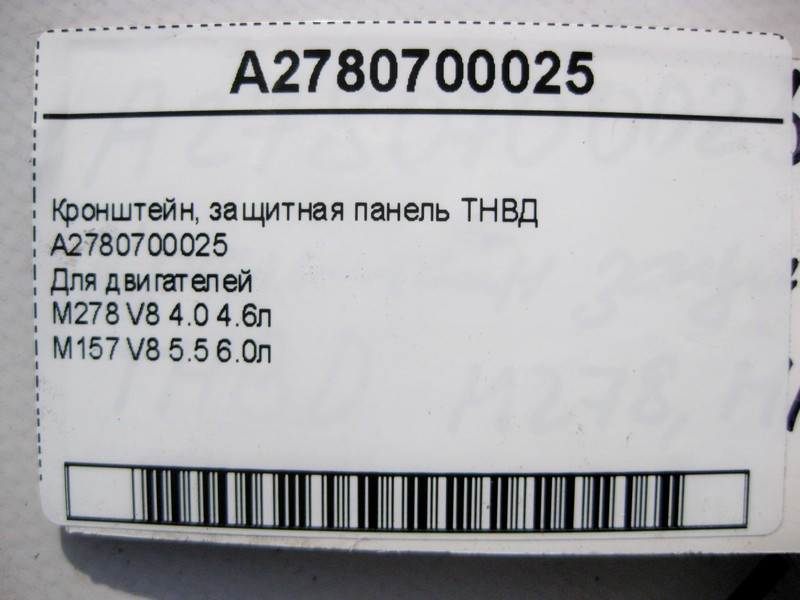 A2780700025
Кронштейн, защитная панель ТНВД
A2780700025
Для двигателей
M278 V8 4.0 4.6л
M157 V8 5.5 6.0л